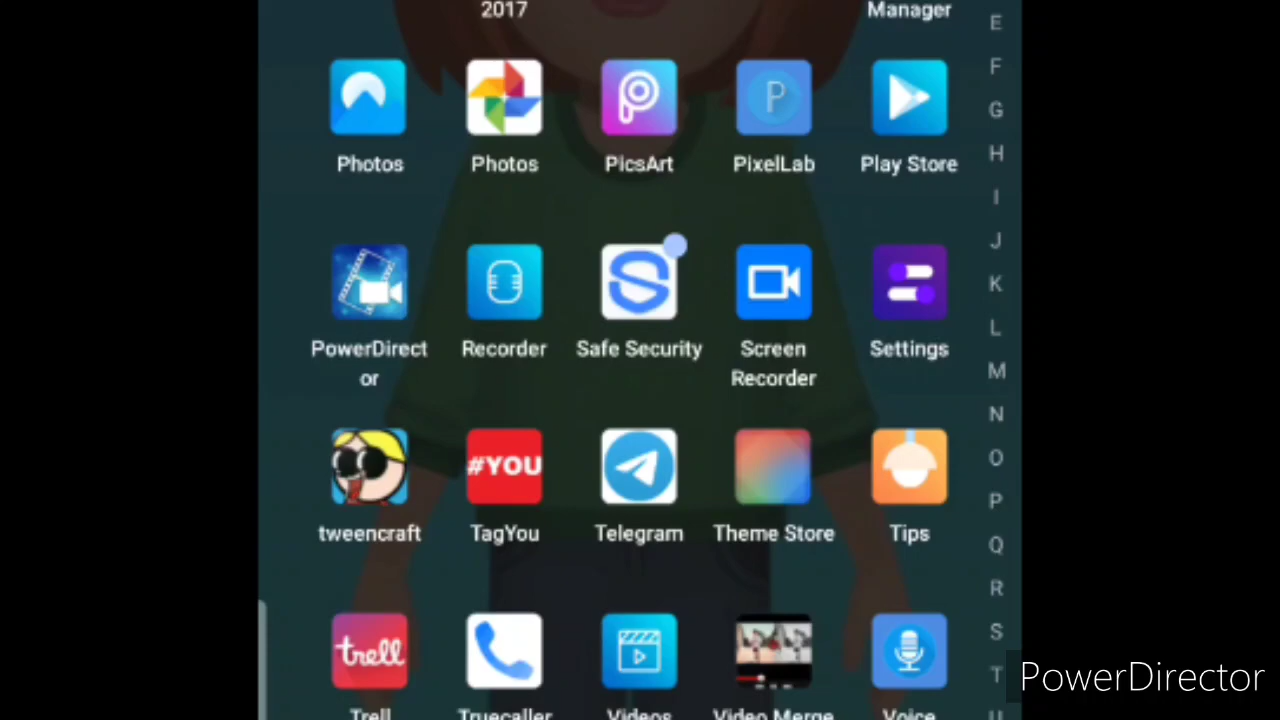 2017 Manager
E
F
G
H
I
J
K
L
M
N
O
P
Q
R
S
T
U
P
Photos Photos PicsArt PixelLab Play Store
PowerDirect
or
Recorder Safe Security Screen
Recorder
Settings
#YOU
tweencraft TagYou Telegram Theme Store Tips
trell
Trell Truecaller Videos Video Merge Voice
PowerDirector